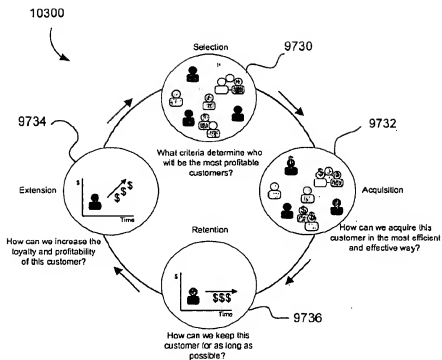 10300
Selection
9730
What criteria determine who
will be the most profitable
customers?
9734
9732
$
$ $ $
Time
Extension
Acquisition
How can we increase the
loyalty and profitability
of this customer?
How can we acquire this
customer in the most efficient
and effective way?
Retention
$
$$$
Time
9736
How can we keep this
customer for as long as
possible?